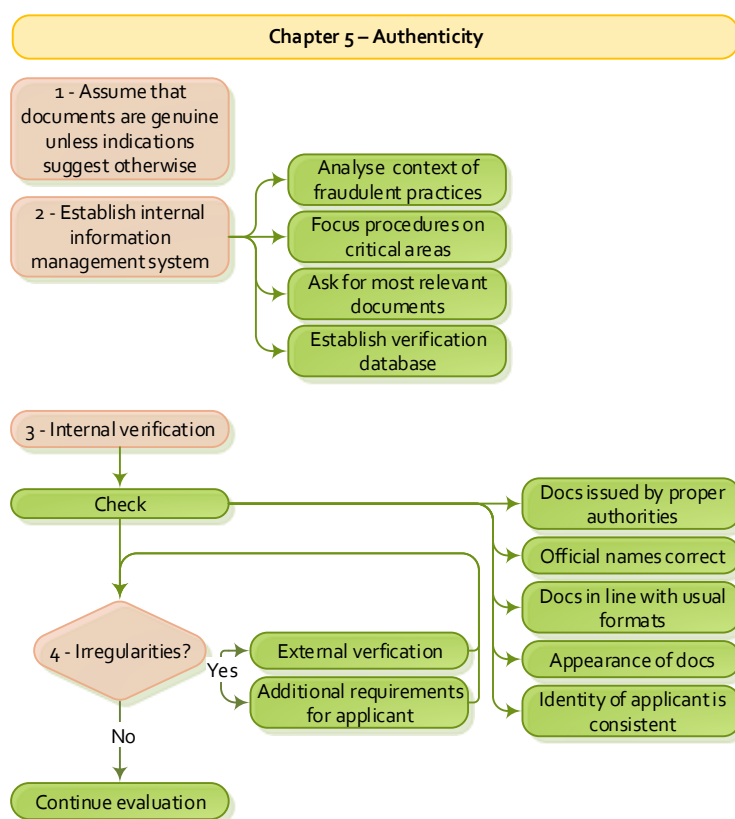 Chapter 5 – Authenticity
1 - Assume that
documents are genuine
unless indications
suggest otherwise
2 - Establish internal
information
management system
Analyse context of
fraudulent practices
Focus procedures on
critical areas
Ask for most relevant
documents
Establish verification
database
3 - Internal verification
Check
Docs issued by proper
authorities
Official names correct
Docs in line with usual
formats
Appearance of docs
Identity of applicant is
consistent
4 - Irregularities?
Yes
External verfication
Additional requirements
for applicant
No
Continue evaluation